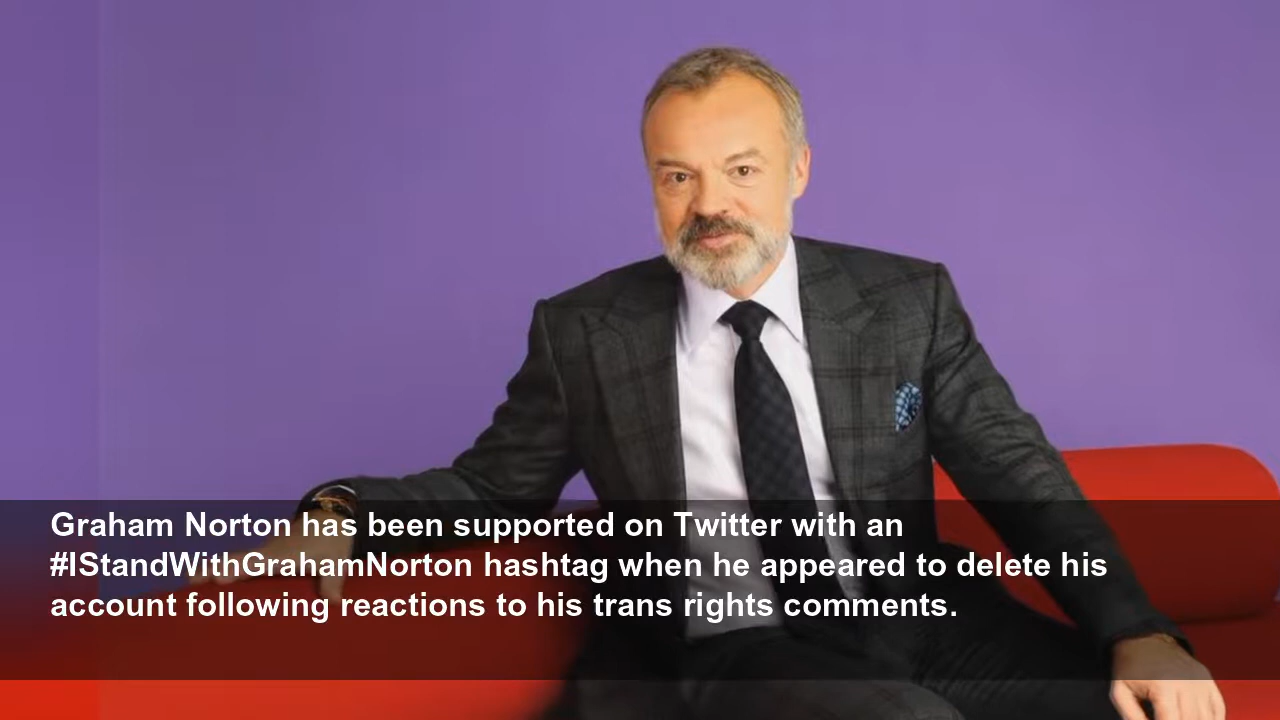 Graham Norton has been supported on Twitter with an
#IStandWithGrahamNorton hashtag when he appeared to delete his
account following reactions to his trans rights comments.